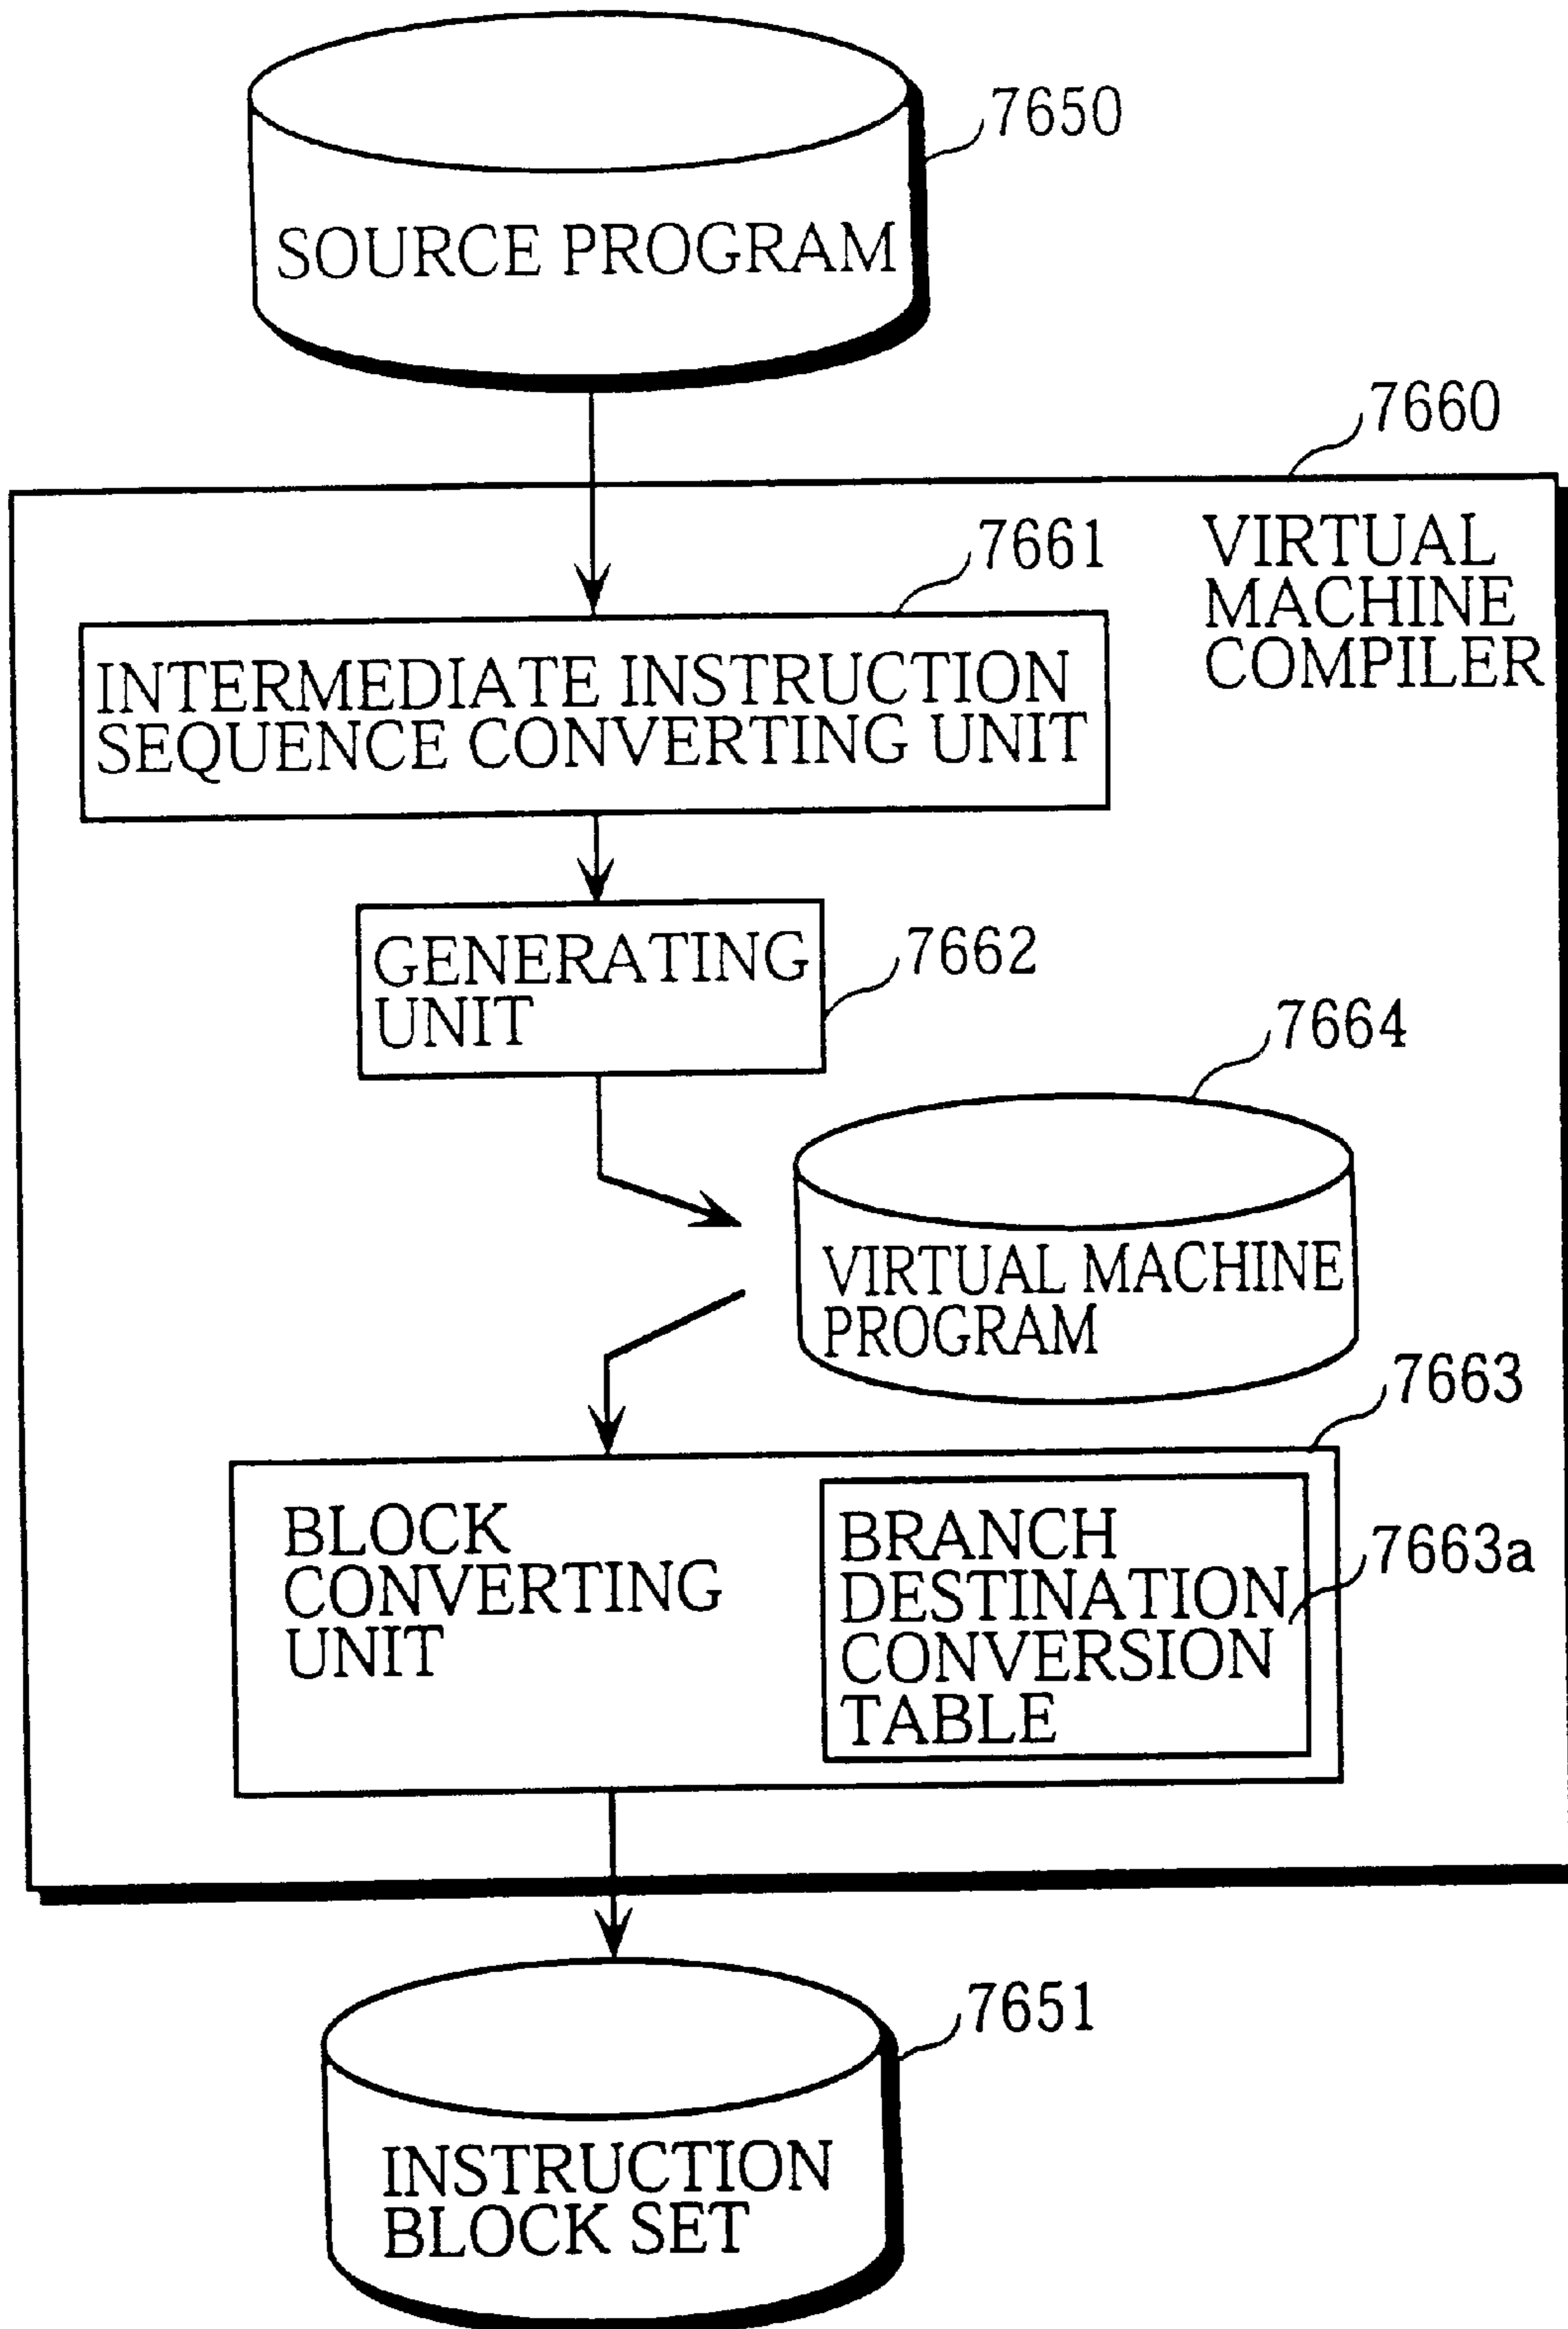 7650
SOURCE PROGRAM
7660
VIRTUAL
MACHINE
COMPILER
7661
INTERMEDIATE INSTRUCTION
SEQUENCE CONVERTING UNIT
GENERATING
UNIT
7662
7664
VIRTUAL MACHINE
PROGRAM
7663
BLOCK
CONVERTING
UNIT
BRANCH
DESTINATION
CONVERSION
TABLE
7663a
7651
INSTRUCTION
BLOCK SET